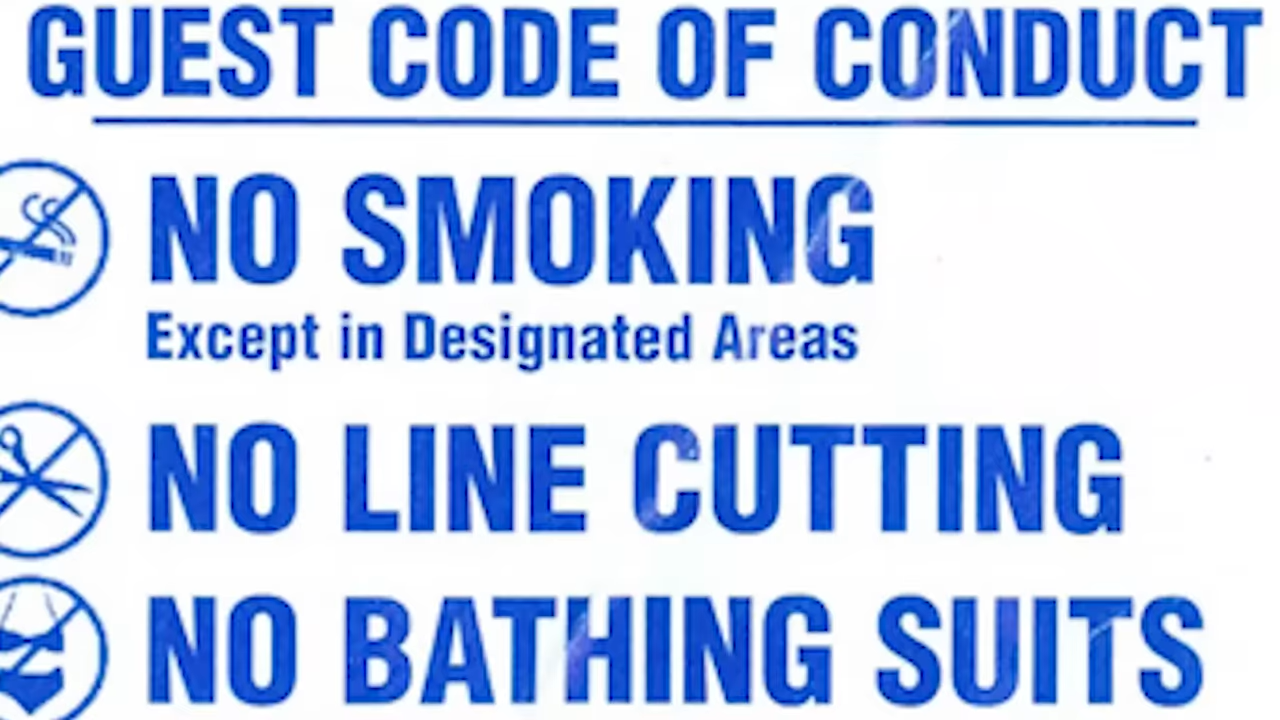 GUEST CODE OF CONDUCT
NO SMOKING
Except in Designated Areas
NO LINE CUTTING
NO BATHING SUITS